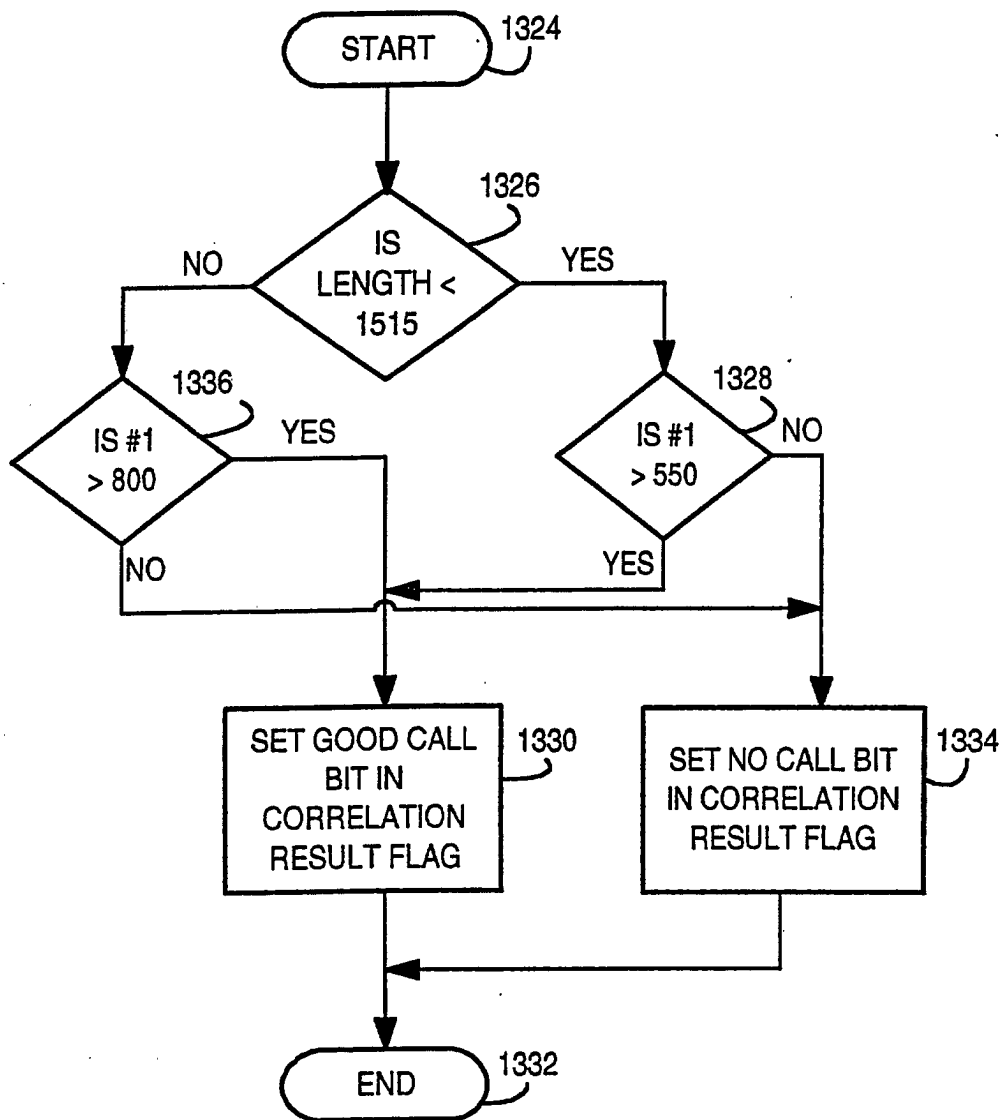 START
1324
1326
IS
LENGTH <
1515
NO
YES
1336
IS #1
> 800
YES
NO
1328
IS #1
> 550
NO
YES
SET GOOD CALL
BIT IN
CORRELATION
RESULT FLAG
1330
SET NO CALL BIT
IN CORRELATION
RESULT FLAG
1334
END
1332